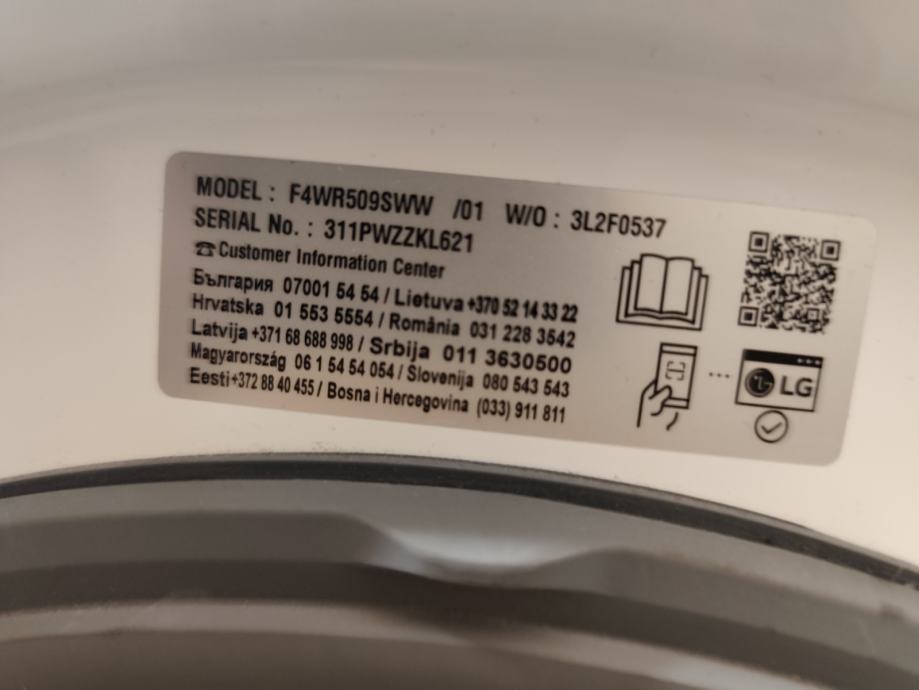 MODEL : F4WR509SWW /01 W/O : 3L2F0537
SERIAL No. : 311PWZZKL621
☎Customer Information Center
България 07001 54 54 / Lietuva +370 52 14 33 22
Hrvatska 01 553 5554 / România 031 228 3542
Latvija +371 68 688 998 / Srbija 011 3630500
Magyarország 06 1 54 54 054 / Slovenija 080 543 543
Eesti +372 88 40 455 / Bosna i Hercegovina (033) 911 811
LG